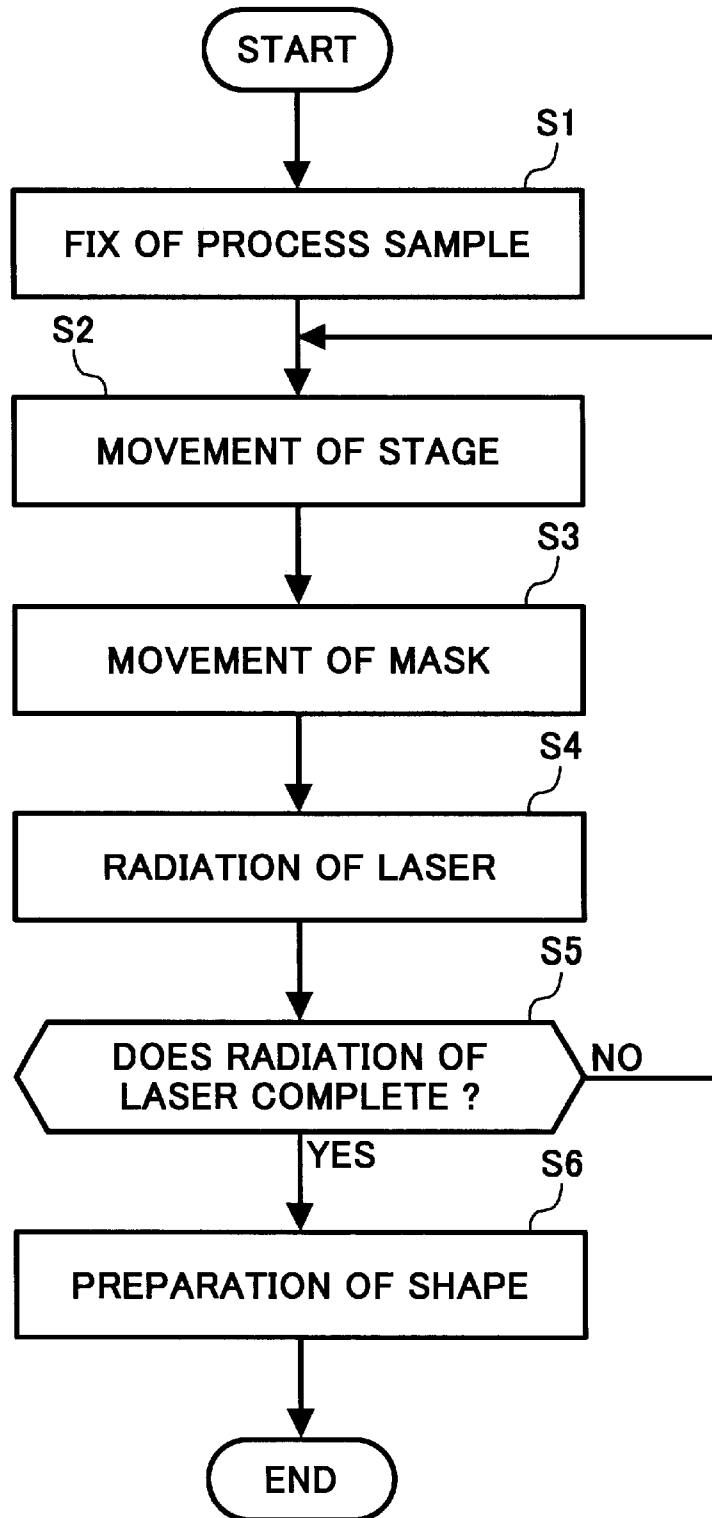 START
S1
FIX OF PROCESS SAMPLE
S2
MOVEMENT OF STAGE
S3
MOVEMENT OF MASK
S4
RADIATION OF LASER
S5
DOES RADIATION OF
LASER COMPLETE ?
NO
YES
S6
PREPARATION OF SHAPE
END